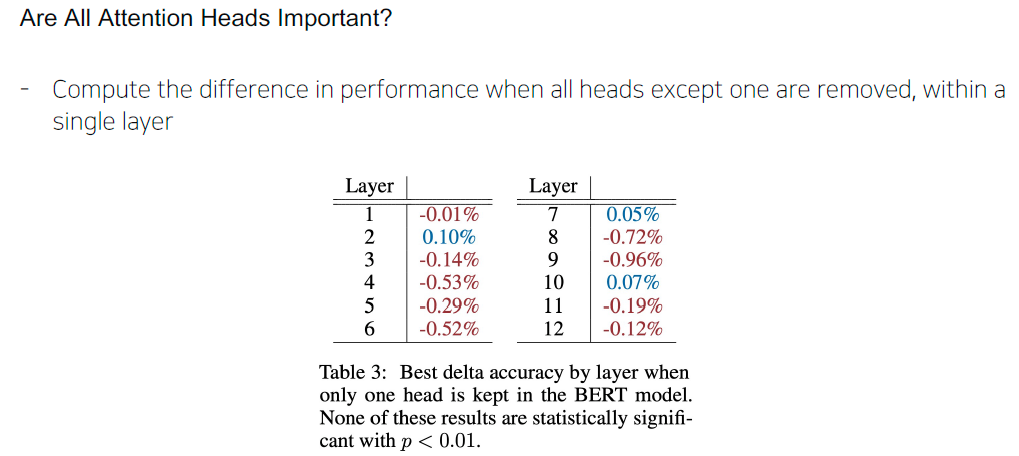 Are All Attention Heads Important?
- Compute the difference in performance when all heads except one are removed, within a
single layer
Layer
1 -0.01%
2 0.10%
3 -0.14%
4 -0.53%
5 -0.29%
6 -0.52%
Layer
7 0.05%
8 -0.72%
9 -0.96%
10 0.07%
11 -0.19%
12 -0.12%
Table 3: Best delta accuracy by layer when
only one head is kept in the BERT model.
None of these results are statistically signifi-
cant with p < 0.01.